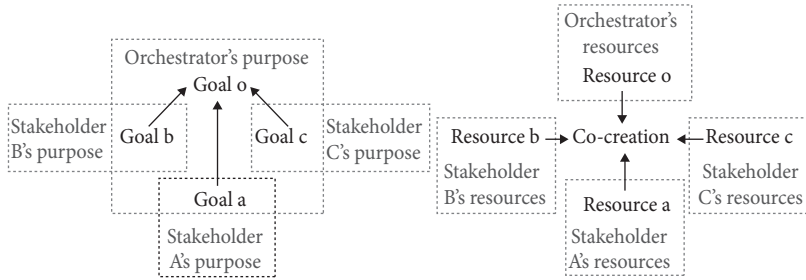 Orchestrator's purpose
Goal o
Stakeholder
B's purpose
Goal b
Goal c
Stakeholder
C's purpose
Goal a
Stakeholder
A's purpose
Orchestrator's
resources
Resource o
Resource b
Co-creation
Resource c
Stakeholder
B's resources
Stakeholder
C's resources
Resource a
Stakeholder
A's resources